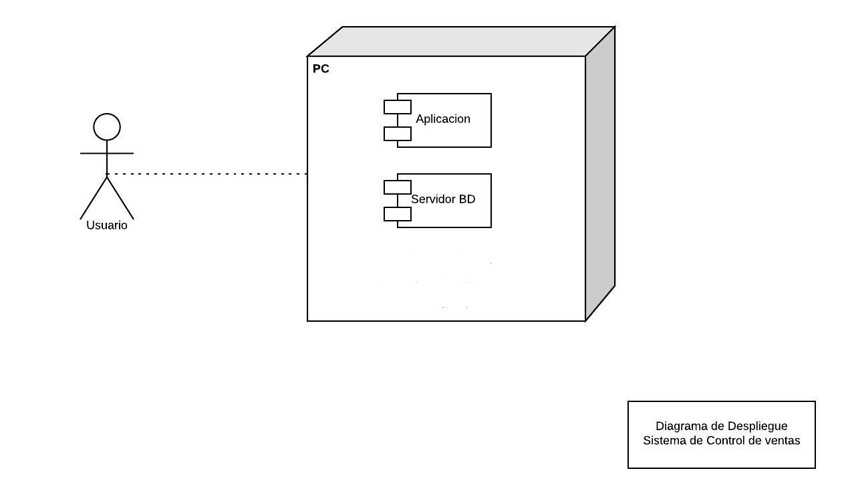 PC
Aplicacion
Servidor BD
Usuario
Diagrama de Despliegue
Sistema de Control de ventas